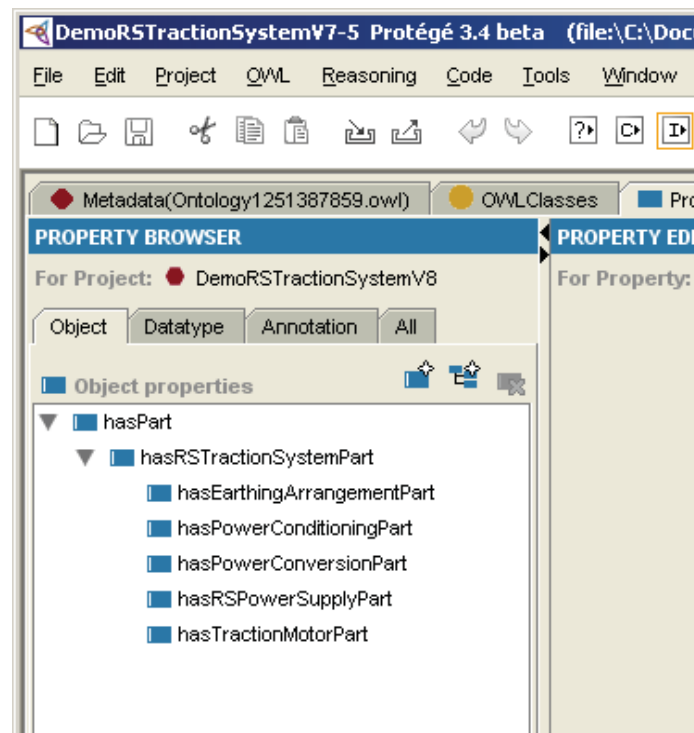 DemoRSTractionSystemV7-5 Protégé 3.4 beta (file:\C:\Doc
File Edit Project OWL Reasoning Code Tools Window
Metadata(Ontology1251387859.owl) OWLClasses Pro
PROPERTY BROWSER PROPERTY EDI
For Project: DemoRSTractionSystemV8 For Property:
Object Datatype Annotation All
Object properties
hasPart
hasRSTractionSystemPart
hasEarthingArrangementPart
hasPowerConditioningPart
hasPowerConversionPart
hasRSPowerSupplyPart
hasTractionMotorPart